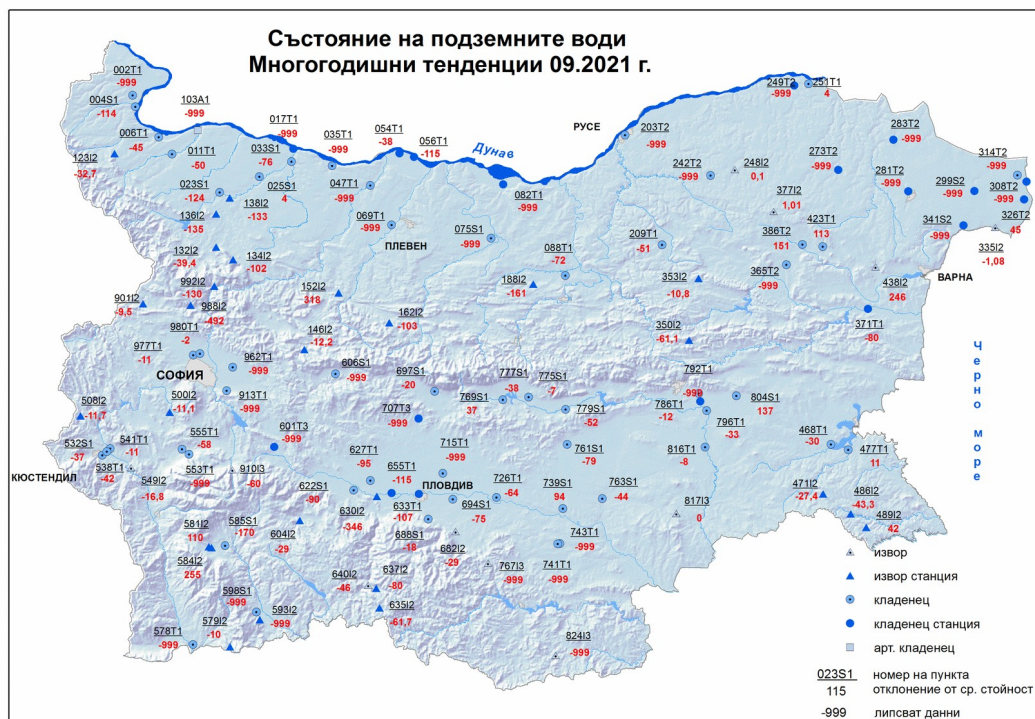 Състояние на подземните води
Многогодишни тенденции 09.2021 г.
002T1
-999
004S1
-114
103A1
-999
006T1
-45
017T1
-999
033S1
-76
035T1
-999
054T1
-38
056T1
-115
Дунав
РУСЕ
203T2
-999
249T2
-999
251T1
4
283T2
-999
123I2
-32,7
011T1
-50
023S1
-124
025S1
4
138I2
-133
047T1
-999
082T1
-999
242T2
-999
248I2
0,1
273T2
-999
281T2
-999
299S2
-999
314T2
-999
308T2
-999
136I2
-135
069T1
-999
ПЛЕВЕН
075S1
-999
377I2
1,01
341S2
-999
326T2
45
132I2
-39,4
134I2
-102
088T1
-72
209T1
-51
386T2
151
423T1
113
335I2
-1,08
992I2
-130
152I2
318
188I2
-161
353I2
-10,8
365T2
-999
438I2
246
ВАРНА
901I2
-9,5
988I2
-492
162I2
-103
371T1
-80
980T1
-2
977T1
-11
146I2
-12,2
350I2
-61,1
СОФИЯ
962T1
-999
606S1
-999
697S1
-20
777S1
-38
775S1
-7
792T1
-999
Черно море
508I2
-11,7
500I2
-11,1
913T1
-999
707T3
-999
769S1
37
779S1
-52
786T1
-12
804S1
137
796T1
-33
532S1
-37
541T1
-11
555T1
-58
601T3
-999
627T1
-95
715T1
-999
761S1
-79
816T1
-8
468T1
-30
477T1
11
КЮСТЕНДИЛ
538T1
-42
549I2
-16,8
553T1
-999
910I3
-60
622S1
-90
655T1
-115
ПЛОВДИВ
726T1
-64
739S1
94
763S1
-44
471I2
-27,4
486I2
-43,3
630I2
-346
633T1
-107
694S1
-75
817I3
0
489I2
42
581I2
110
585S1
-170
604I2
-29
688S1
-18
682I2
-29
743T1
-999
584I2
255
640I2
46
637I2
-80
767I3
-999
741T1
-999
598S1
-999
593I2
-999
635I2
-61,7
578T1
-999
579I2
-10
824I3
-999
извор
извор станция
кладенец
кладенец станция
арт. кладенец
023S1 номер на пункта
115 отклонение от ср. стойност
-999 липсват данни